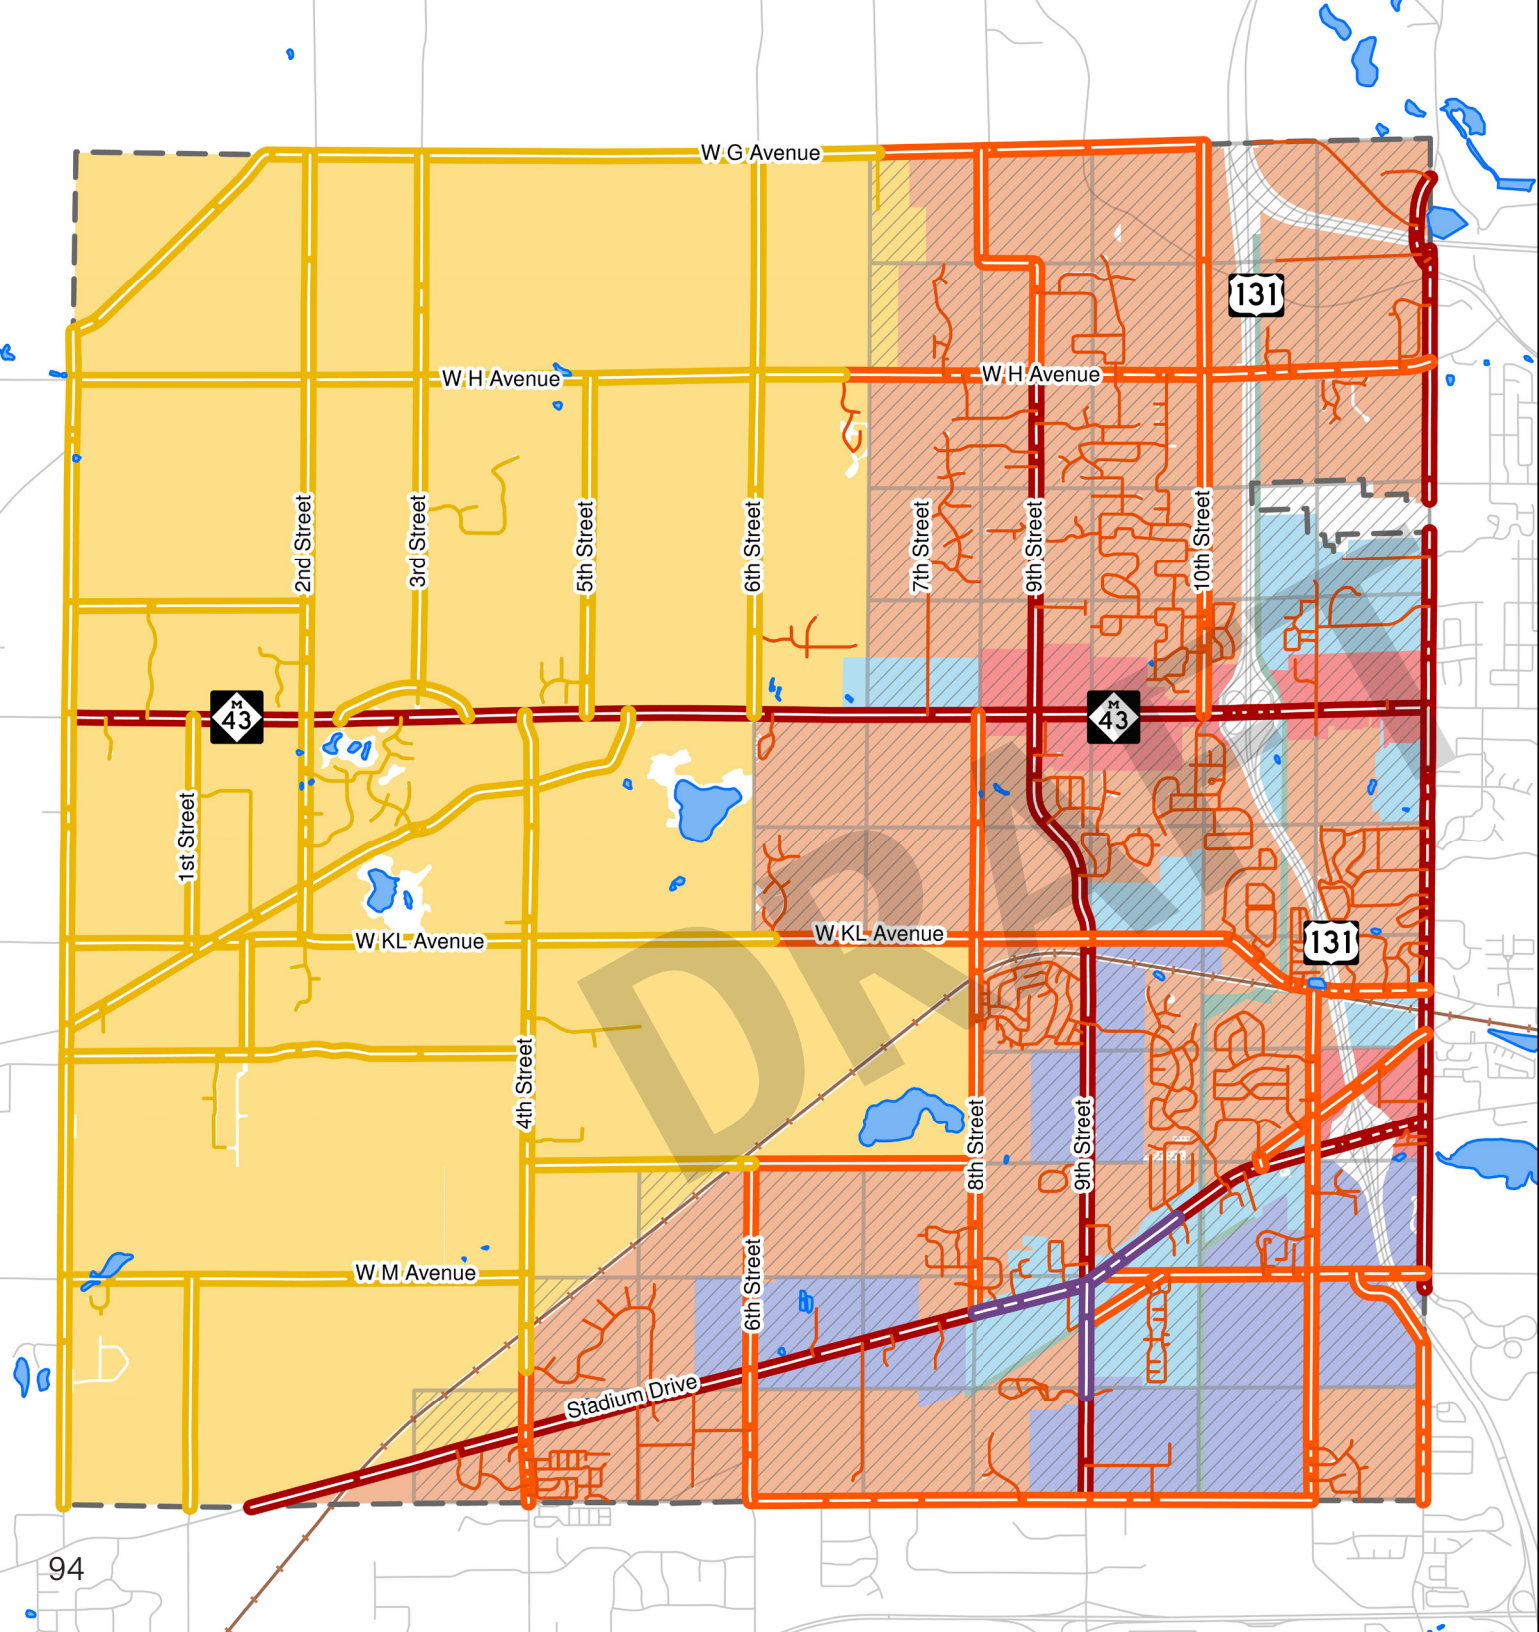 W G Avenue
131
W H Avenue
W H Avenue
2nd Street
3rd Street
5th Street
6th Street
7th Street
9th Street
10th Street
M
43
M
43
1st Street
DRAFT
W KL Avenue
W KL Avenue
131
4th Street
8th Street
9th Street
W M Avenue
6th Street
Stadium Drive
94